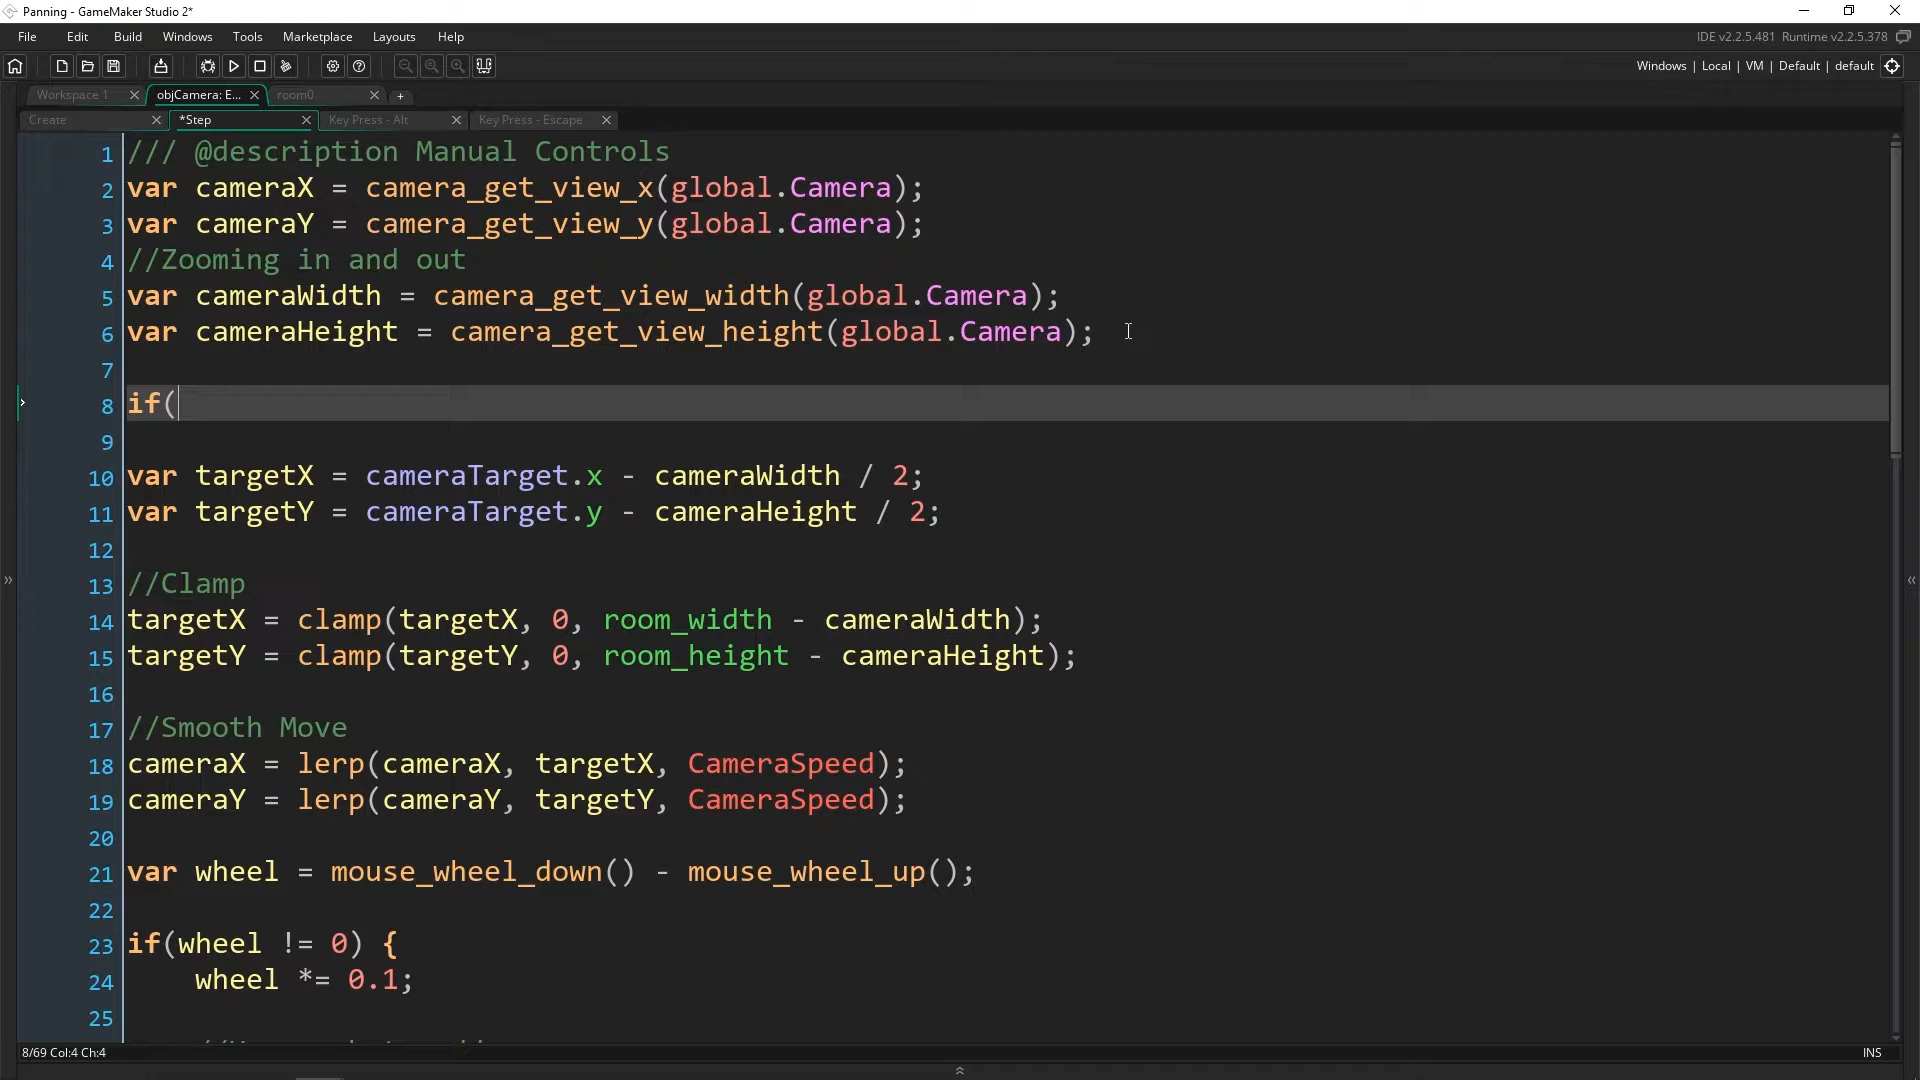 Panning - GameMaker Studio 2*
File Edit Build Windows Tools Marketplace Layouts Help
IDE v2.2.5.481 Runtime v2.2.5.378
Windows | Local | VM | Default | default
Workspace 1
objCamera: E...
room0
Create
*Step
Key Press - Alt
Key Press - Escape
1 /// @description Manual Controls
2 var cameraX = camera_get_view_x(global.Camera);
3 var cameraY = camera_get_view_y(global.Camera);
4 //Zooming in and out
5 var cameraWidth = camera_get_view_width(global.Camera);
6 var cameraHeight = camera_get_view_height(global.Camera);
7
8 if(
9
10 var targetX = cameraTarget.x - cameraWidth / 2;
11 var targetY = cameraTarget.y - cameraHeight / 2;
12
13 //Clamp
14 targetX = clamp(targetX, 0, room_width - cameraWidth);
15 targetY = clamp(targetY, 0, room_height - cameraHeight);
16
17 //Smooth Move
18 cameraX = lerp(cameraX, targetX, CameraSpeed);
19 cameraY = lerp(cameraY, targetY, CameraSpeed);
20
21 var wheel = mouse_wheel_down() - mouse_wheel_up();
22
23 if(wheel != 0) {
24 wheel *= 0.1;
25
8/69 Col:4 Ch:4
INS